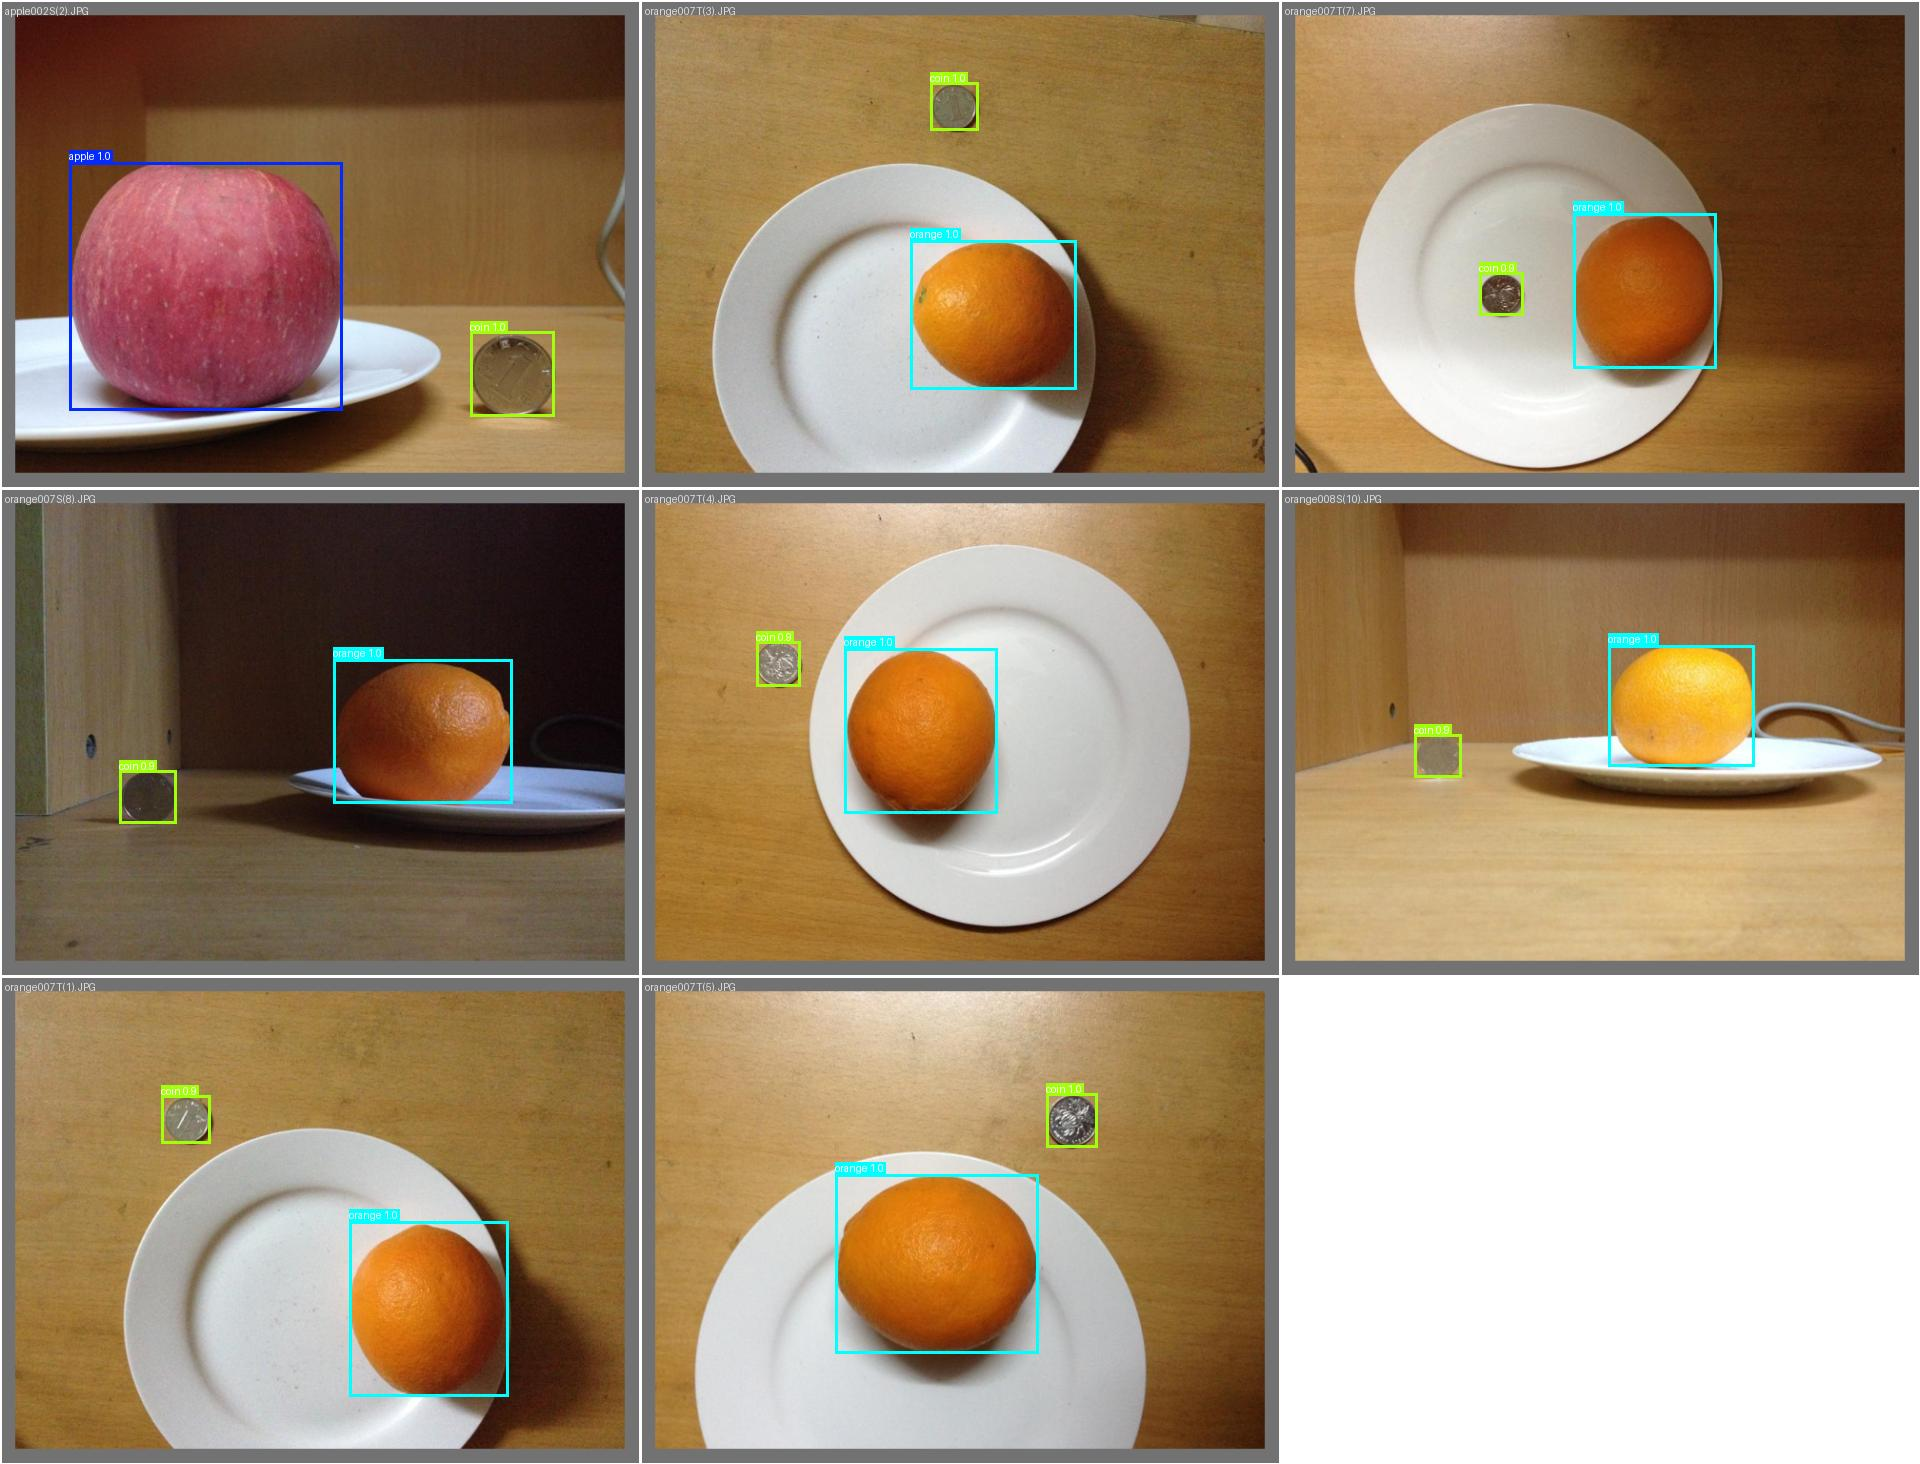 apple002S(2).JPG
apple 1.0
coin 1.0
orange007T(3).JPG
coin 1.0
orange 1.0
orange007T(7).JPG
orange 1.0
coin 0.9
orange007S(8).JPG
orange 1.0
coin 0.9
orange007T(4).JPG
coin 0.9
orange 1.0
orange008S(10).JPG
orange 1.0
coin 0.9
orange007T(1).JPG
coin 0.9
orange 1.0
orange007T(5).JPG
coin 1.0
orange 1.0